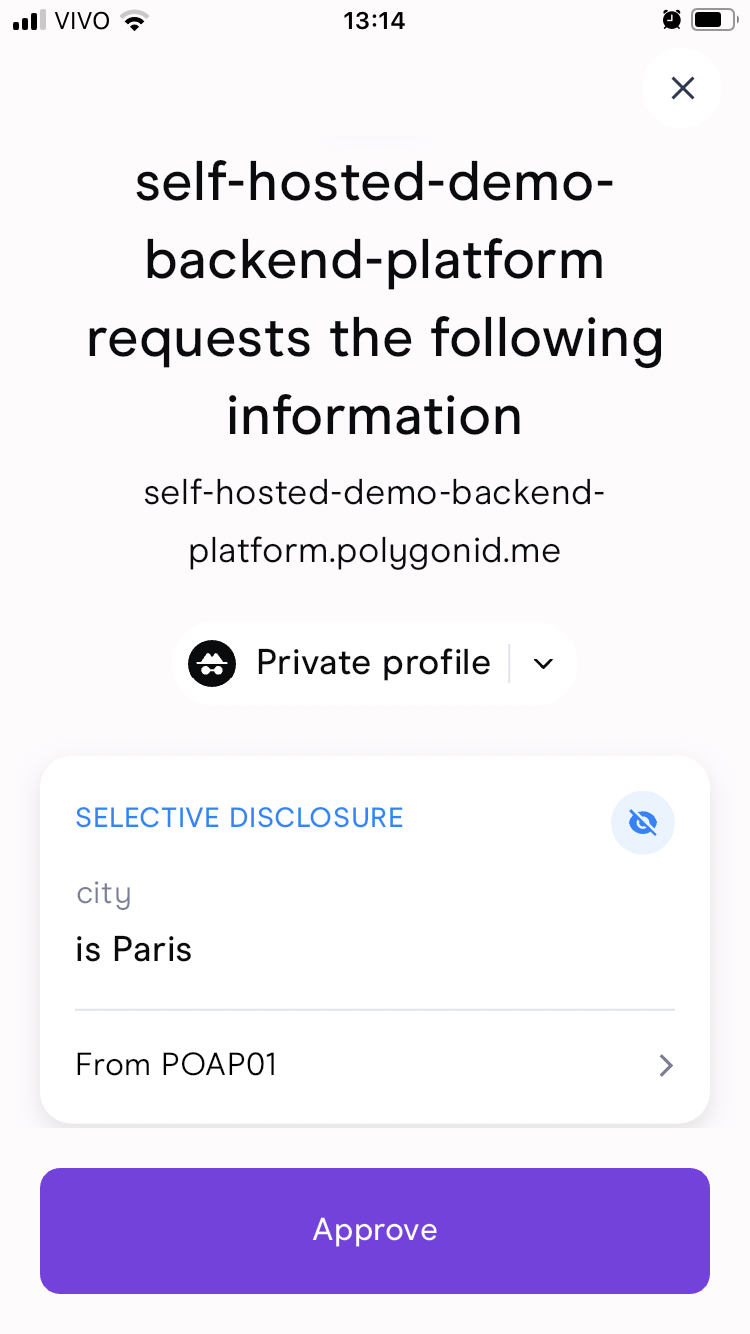 VIVO 13:14
self-hosted-demo-
backend-platform
requests the following
information
self-hosted-demo-backend-
platform.polygonid.me
Private profile
SELECTIVE DISCLOSURE
city
is Paris
From POAP01
Approve